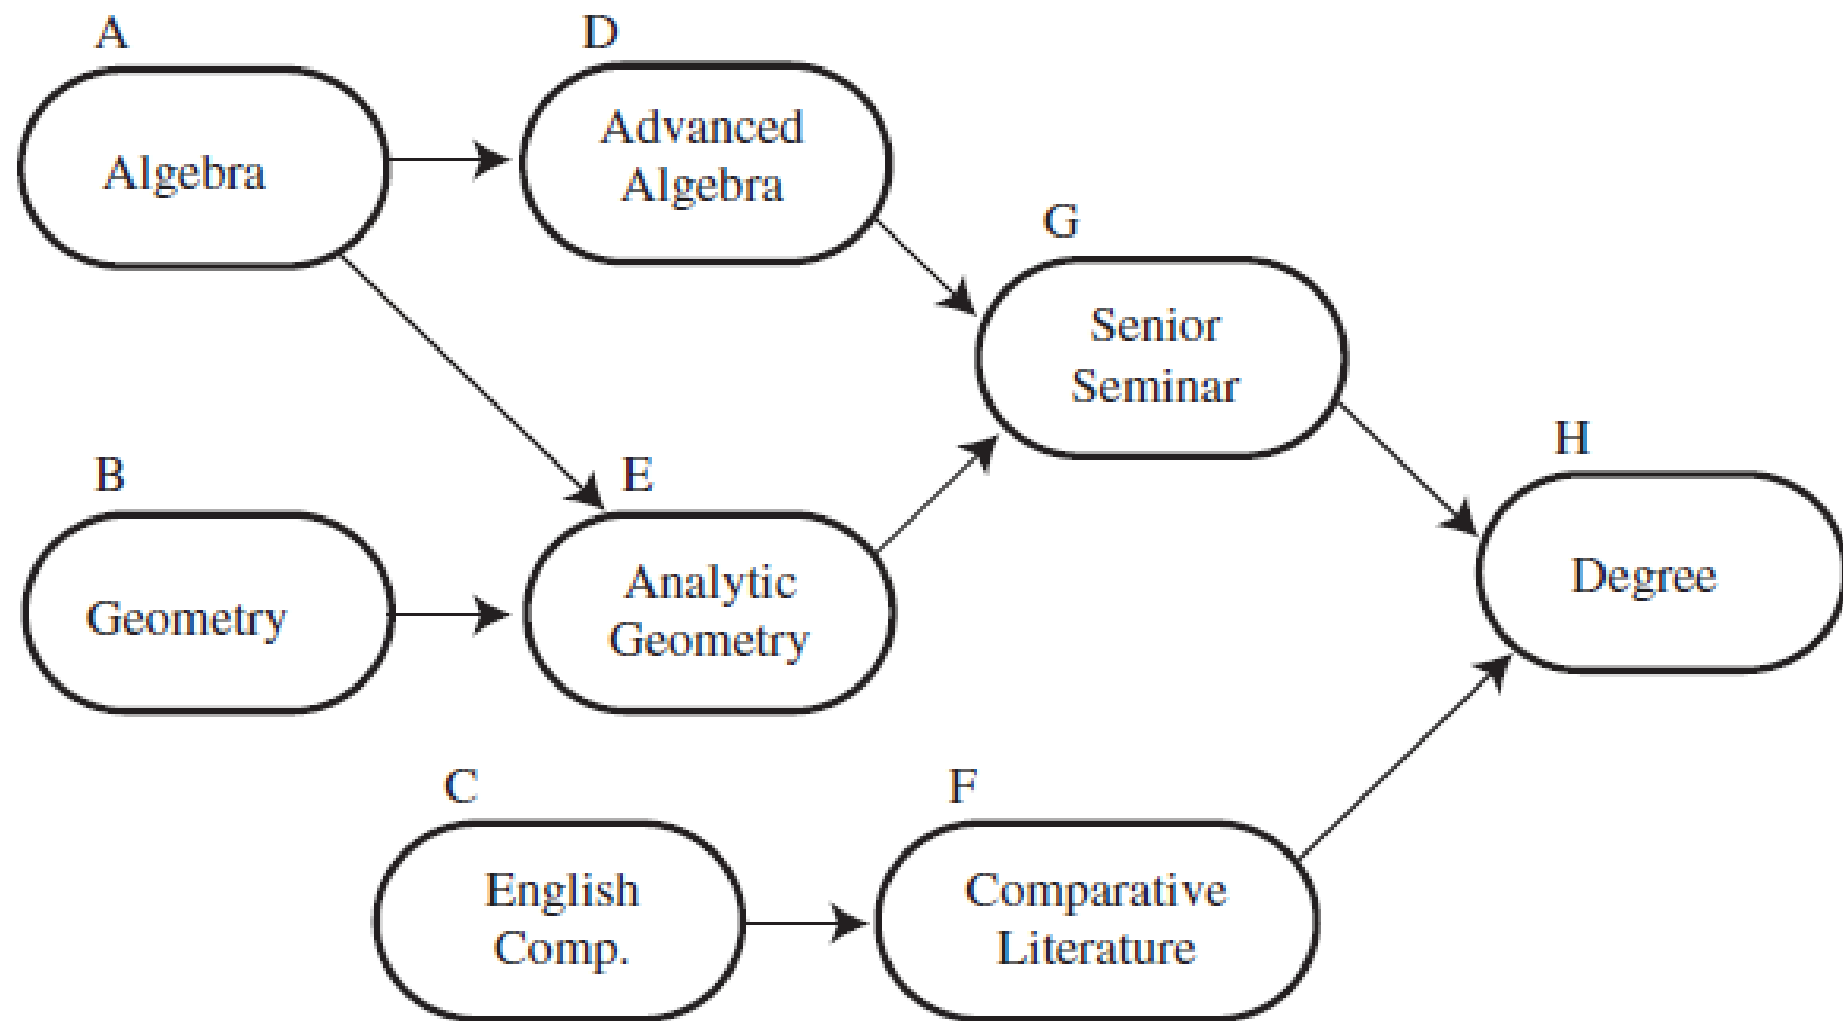 A
D
Algebra
Advanced
Algebra
G
Senior
Seminar
B
E
H
Geometry
Analytic
Geometry
Degree
C
F
English
Comp.
Comparative
Literature